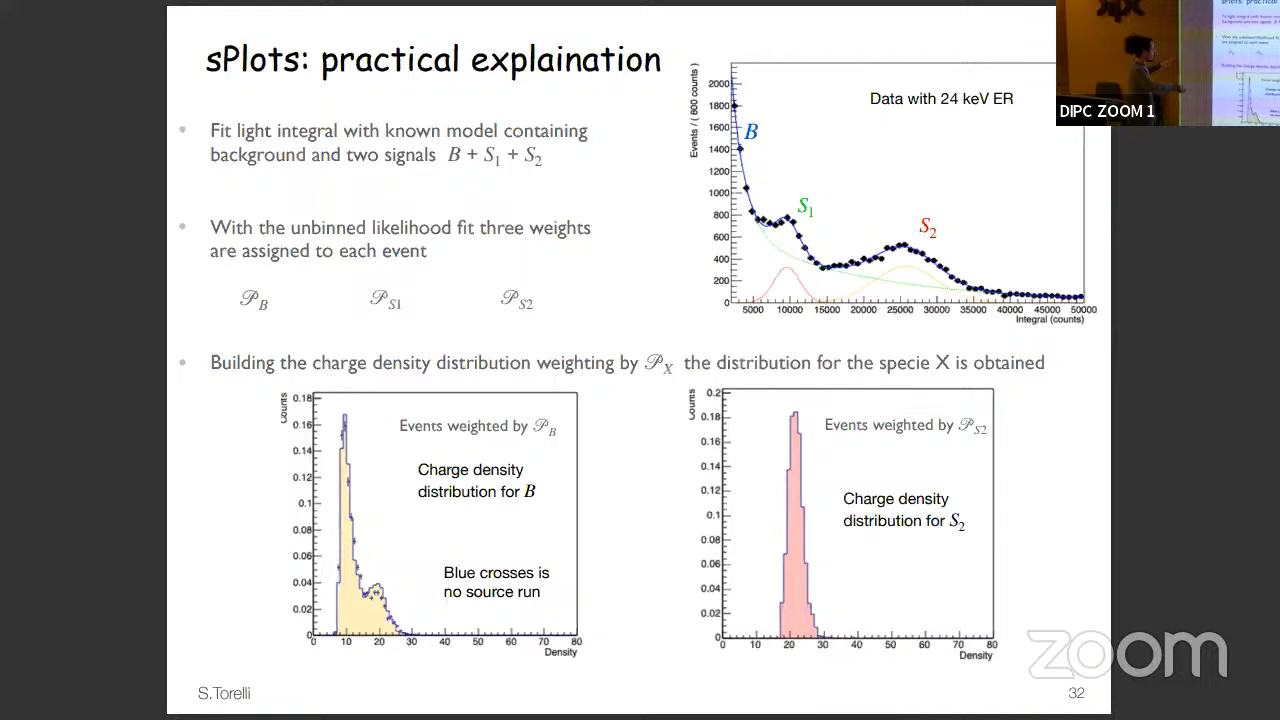 sPlots: practical explaination
Fit light integral with known model containing
background and two signals B + S1 + S2
With the unbinned likelihood fit three weights
are assigned to each event
𝒫B 𝒫S1 𝒫S2
Events / ( 800 counts )
2000
1800
1600
1400
1200
1000
800
600
400
200
0
Data with 24 keV ER
B
S1
S2
5000 10000 15000 20000 25000 30000 35000 40000 45000 50000
Integral (counts)
DIPC ZOOM 1
Building the charge density distribution weighting by 𝒫X the distribution for the specie X is obtained
Counts
0.18
0.16
0.14
0.12
0.1
0.08
0.06
0.04
0.02
0
Events weighted by 𝒫B
Charge density
distribution for B
Blue crosses is
no source run
0 10 20 30 40 50 60 70 80
Density
Counts
0.2
0.18
0.16
0.14
0.12
0.1
0.08
0.06
0.04
0.02
0
Events weighted by 𝒫S2
Charge density
distribution for S2
0 10 20 30 40 50 60 70 80
Density
zoom
S.Torelli
32